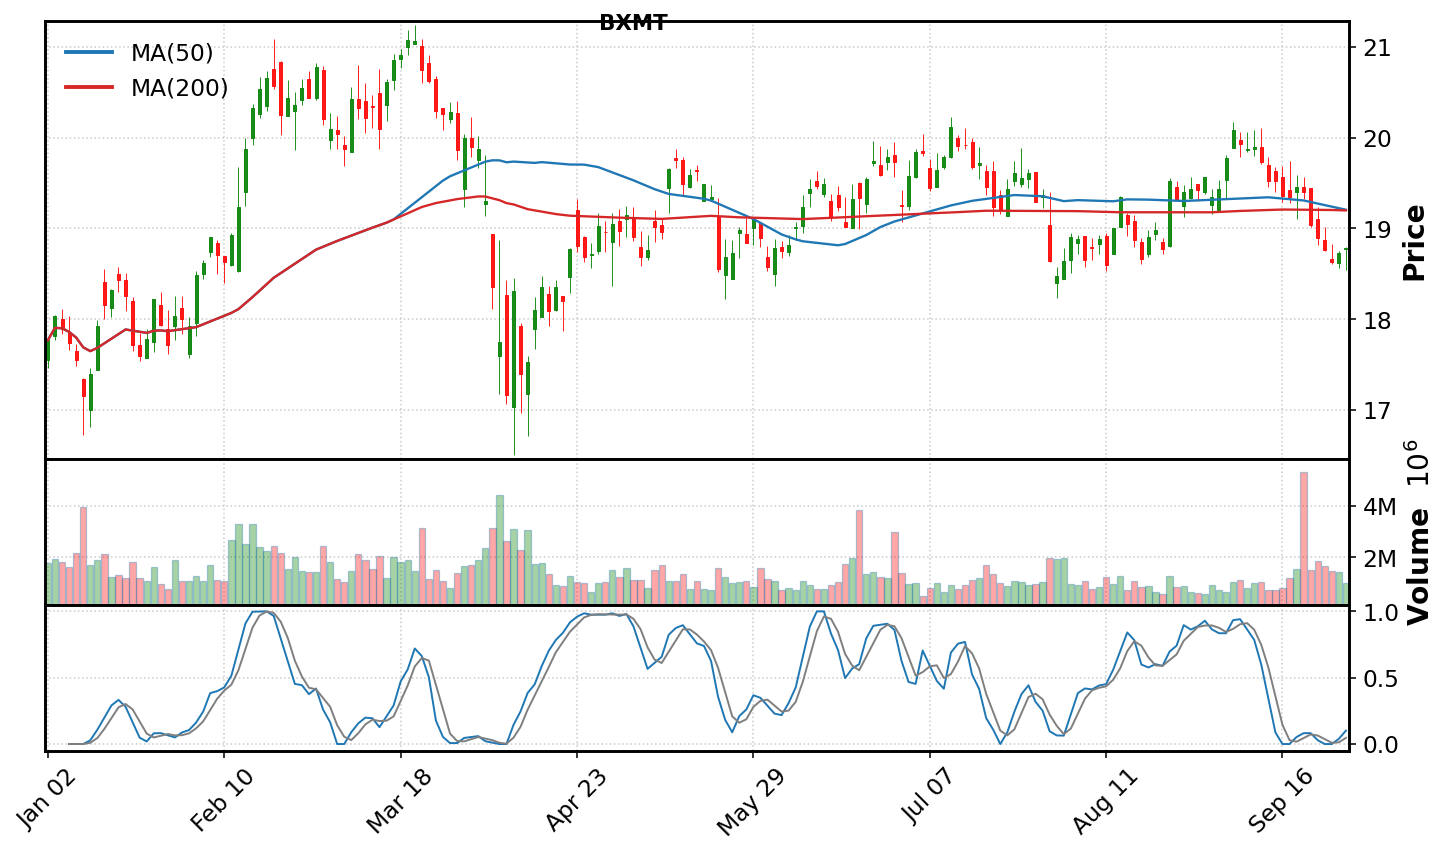 BXMT
MA(50)
MA(200)
21
20
19
18
17
Price
10^6
4M
2M
Volume
1.0
0.5
0.0
Jan 02
Feb 10
Mar 18
Apr 23
May 29
Jul 07
Aug 11
Sep 16